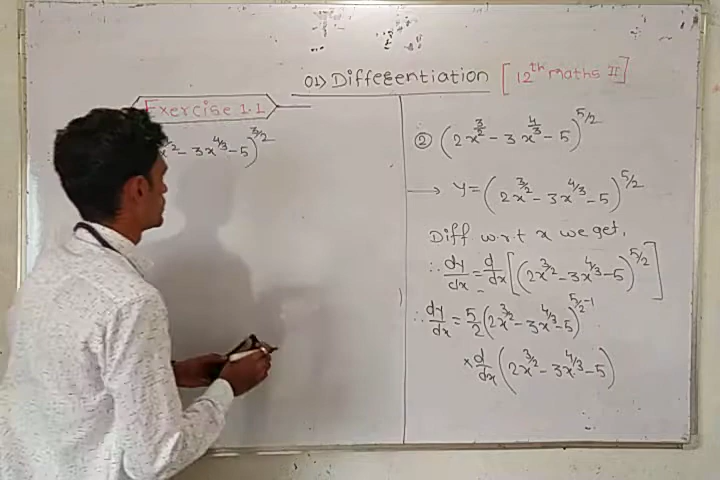 01) Differentiation [12th maths II]
Exercise 1.1
x^3/2 - 3x^4/3 - 5)^3/2
② (2x^3/2 - 3x^4/3 - 5)^5/2
→ y = (2x^3/2 - 3x^4/3 - 5)^5/2
Diff w.r.t x we get,
∴ dy/dx = d/dx [(2x^3/2 - 3x^4/3 - 5)^5/2]
∴ dy/dx = 5/2 (2x^3/2 - 3x^4/3 - 5)^5/2-1
× d/dx (2x^3/2 - 3x^4/3 - 5)